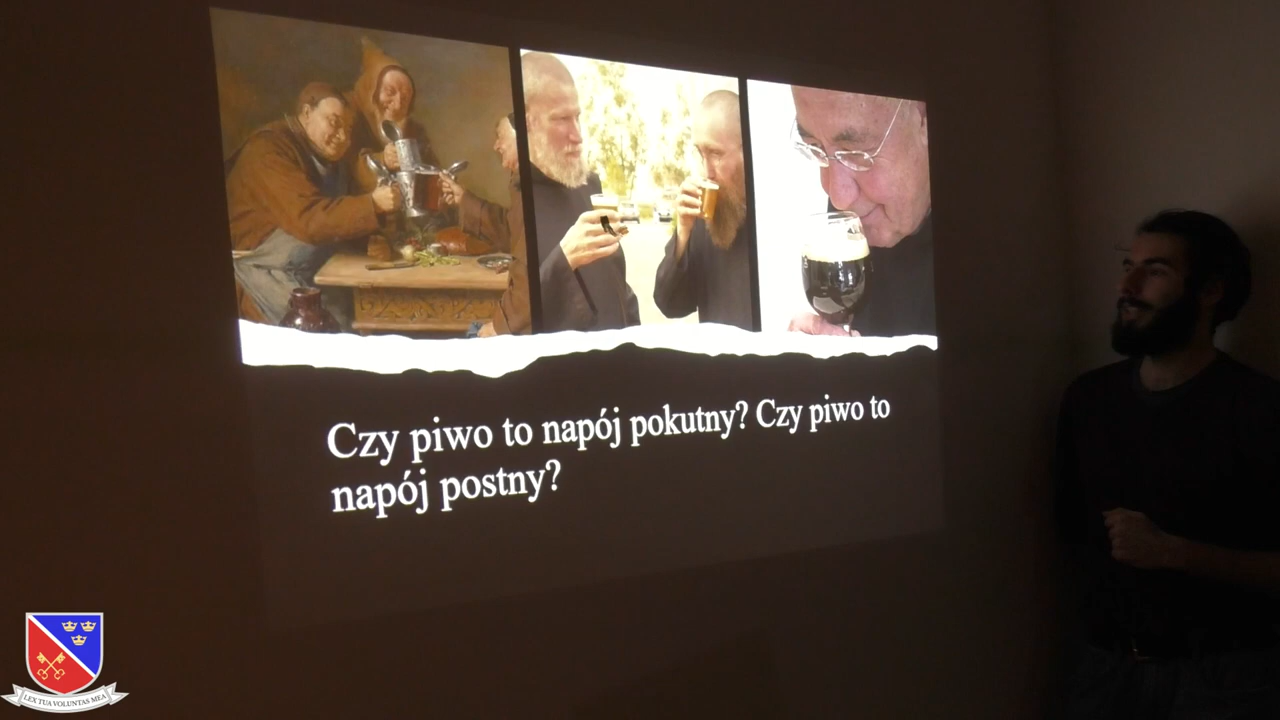 Czy piwo to napój pokutny? Czy piwo to
napój postny?
LEX TUA VOLUNTAS MEA